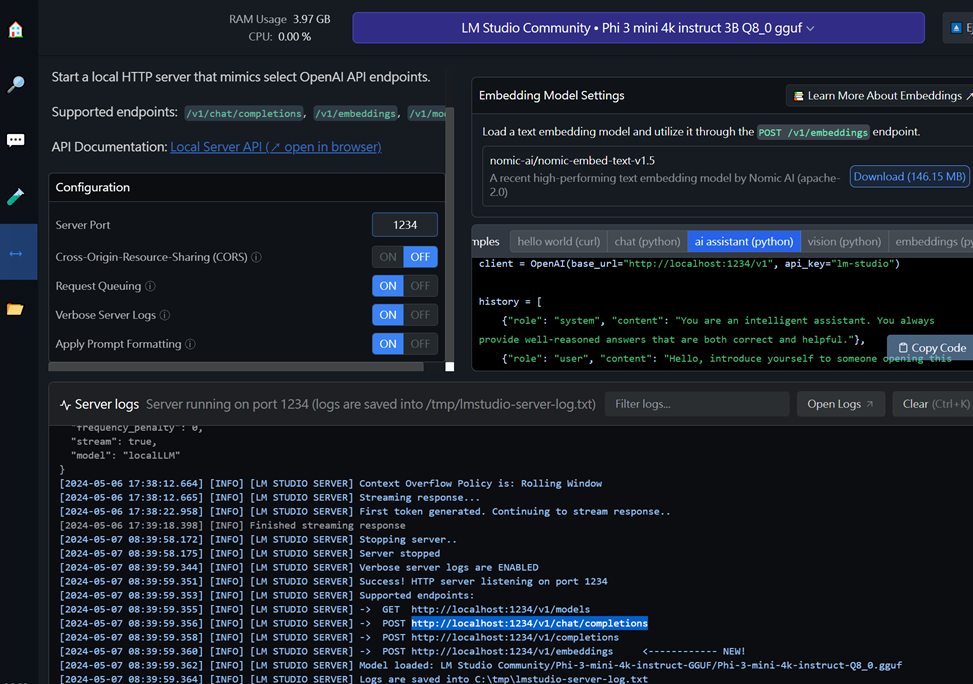 RAM Usage 3.97 GB
CPU: 0.00 %
LM Studio Community • Phi 3 mini 4k instruct 3B Q8_0 gguf
Start a local HTTP server that mimics select OpenAI API endpoints.
Supported endpoints: /v1/chat/completions, /v1/embeddings, /v1/mo
API Documentation: Local Server API (↗ open in browser)
Configuration
Server Port 1234
Cross-Origin-Resource-Sharing (CORS) ⓘ ON OFF
Request Queuing ⓘ ON OFF
Verbose Server Logs ⓘ ON OFF
Apply Prompt Formatting ⓘ ON OFF
Embedding Model Settings
Learn More About Embeddings ↗
Load a text embedding model and utilize it through the POST /v1/embeddings endpoint.
nomic-ai/nomic-embed-text-v1.5
A recent high-performing text embedding model by Nomic AI (apache-
2.0)
Download (146.15 MB)
mples hello world (curl) chat (python) ai assistant (python) vision (python) embeddings (py
client = OpenAI(base_url="http://localhost:1234/v1", api_key="lm-studio")
history = [
{"role": "system", "content": "You are an intelligent assistant. You always
provide well-reasoned answers that are both correct and helpful."},
{"role": "user", "content": "Hello, introduce yourself to someone opening this
Copy Code
Server logs Server running on port 1234 (logs are saved into /tmp/lmstudio-server-log.txt)
Filter logs...
Open Logs ↗
Clear (Ctrl+K)
"frequency_penalty": 0,
"stream": true,
"model": "localLLM"
}
[2024-05-06 17:38:12.664] [INFO] [LM STUDIO SERVER] Context Overflow Policy is: Rolling Window
[2024-05-06 17:38:12.665] [INFO] [LM STUDIO SERVER] Streaming response...
[2024-05-06 17:38:22.958] [INFO] [LM STUDIO SERVER] First token generated. Continuing to stream response..
[2024-05-06 17:39:18.398] [INFO] Finished streaming response
[2024-05-07 08:39:58.172] [INFO] [LM STUDIO SERVER] Stopping server..
[2024-05-07 08:39:58.175] [INFO] [LM STUDIO SERVER] Server stopped
[2024-05-07 08:39:59.344] [INFO] [LM STUDIO SERVER] Verbose server logs are ENABLED
[2024-05-07 08:39:59.351] [INFO] [LM STUDIO SERVER] Success! HTTP server listening on port 1234
[2024-05-07 08:39:59.353] [INFO] [LM STUDIO SERVER] Supported endpoints:
[2024-05-07 08:39:59.355] [INFO] [LM STUDIO SERVER] -> GET http://localhost:1234/v1/models
[2024-05-07 08:39:59.356] [INFO] [LM STUDIO SERVER] -> POST http://localhost:1234/v1/chat/completions
[2024-05-07 08:39:59.358] [INFO] [LM STUDIO SERVER] -> POST http://localhost:1234/v1/completions
[2024-05-07 08:39:59.360] [INFO] [LM STUDIO SERVER] -> POST http://localhost:1234/v1/embeddings <------------ NEW!
[2024-05-07 08:39:59.362] [INFO] [LM STUDIO SERVER] Model loaded: LM Studio Community/Phi-3-mini-4k-instruct-GGUF/Phi-3-mini-4k-instruct-Q8_0.gguf
[2024-05-07 08:39:59.364] [INFO] [LM STUDIO SERVER] Logs are saved into C:\tmp\lmstudio-server-log.txt